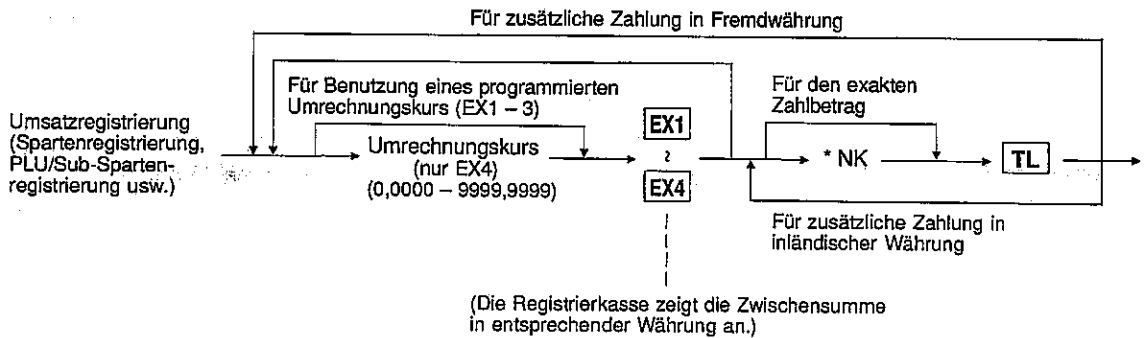 Für zusätzliche Zahlung in Fremdwährung
Für Benutzung eines programmierten
Umrechnungskurs (EX1 – 3)
Umsatzregistrierung
(Spartenregistrierung,
PLU/Sub-Sparten-
registrierung usw.)
Umrechnungskurs
(nur EX4)
(0,0000 – 9999,9999)
EX1
≀
EX4
Für den exakten
Zahlbetrag
* NK
TL
Für zusätzliche Zahlung in
inländischer Währung
(Die Registrierkasse zeigt die Zwischensumme
in entsprechender Währung an.)